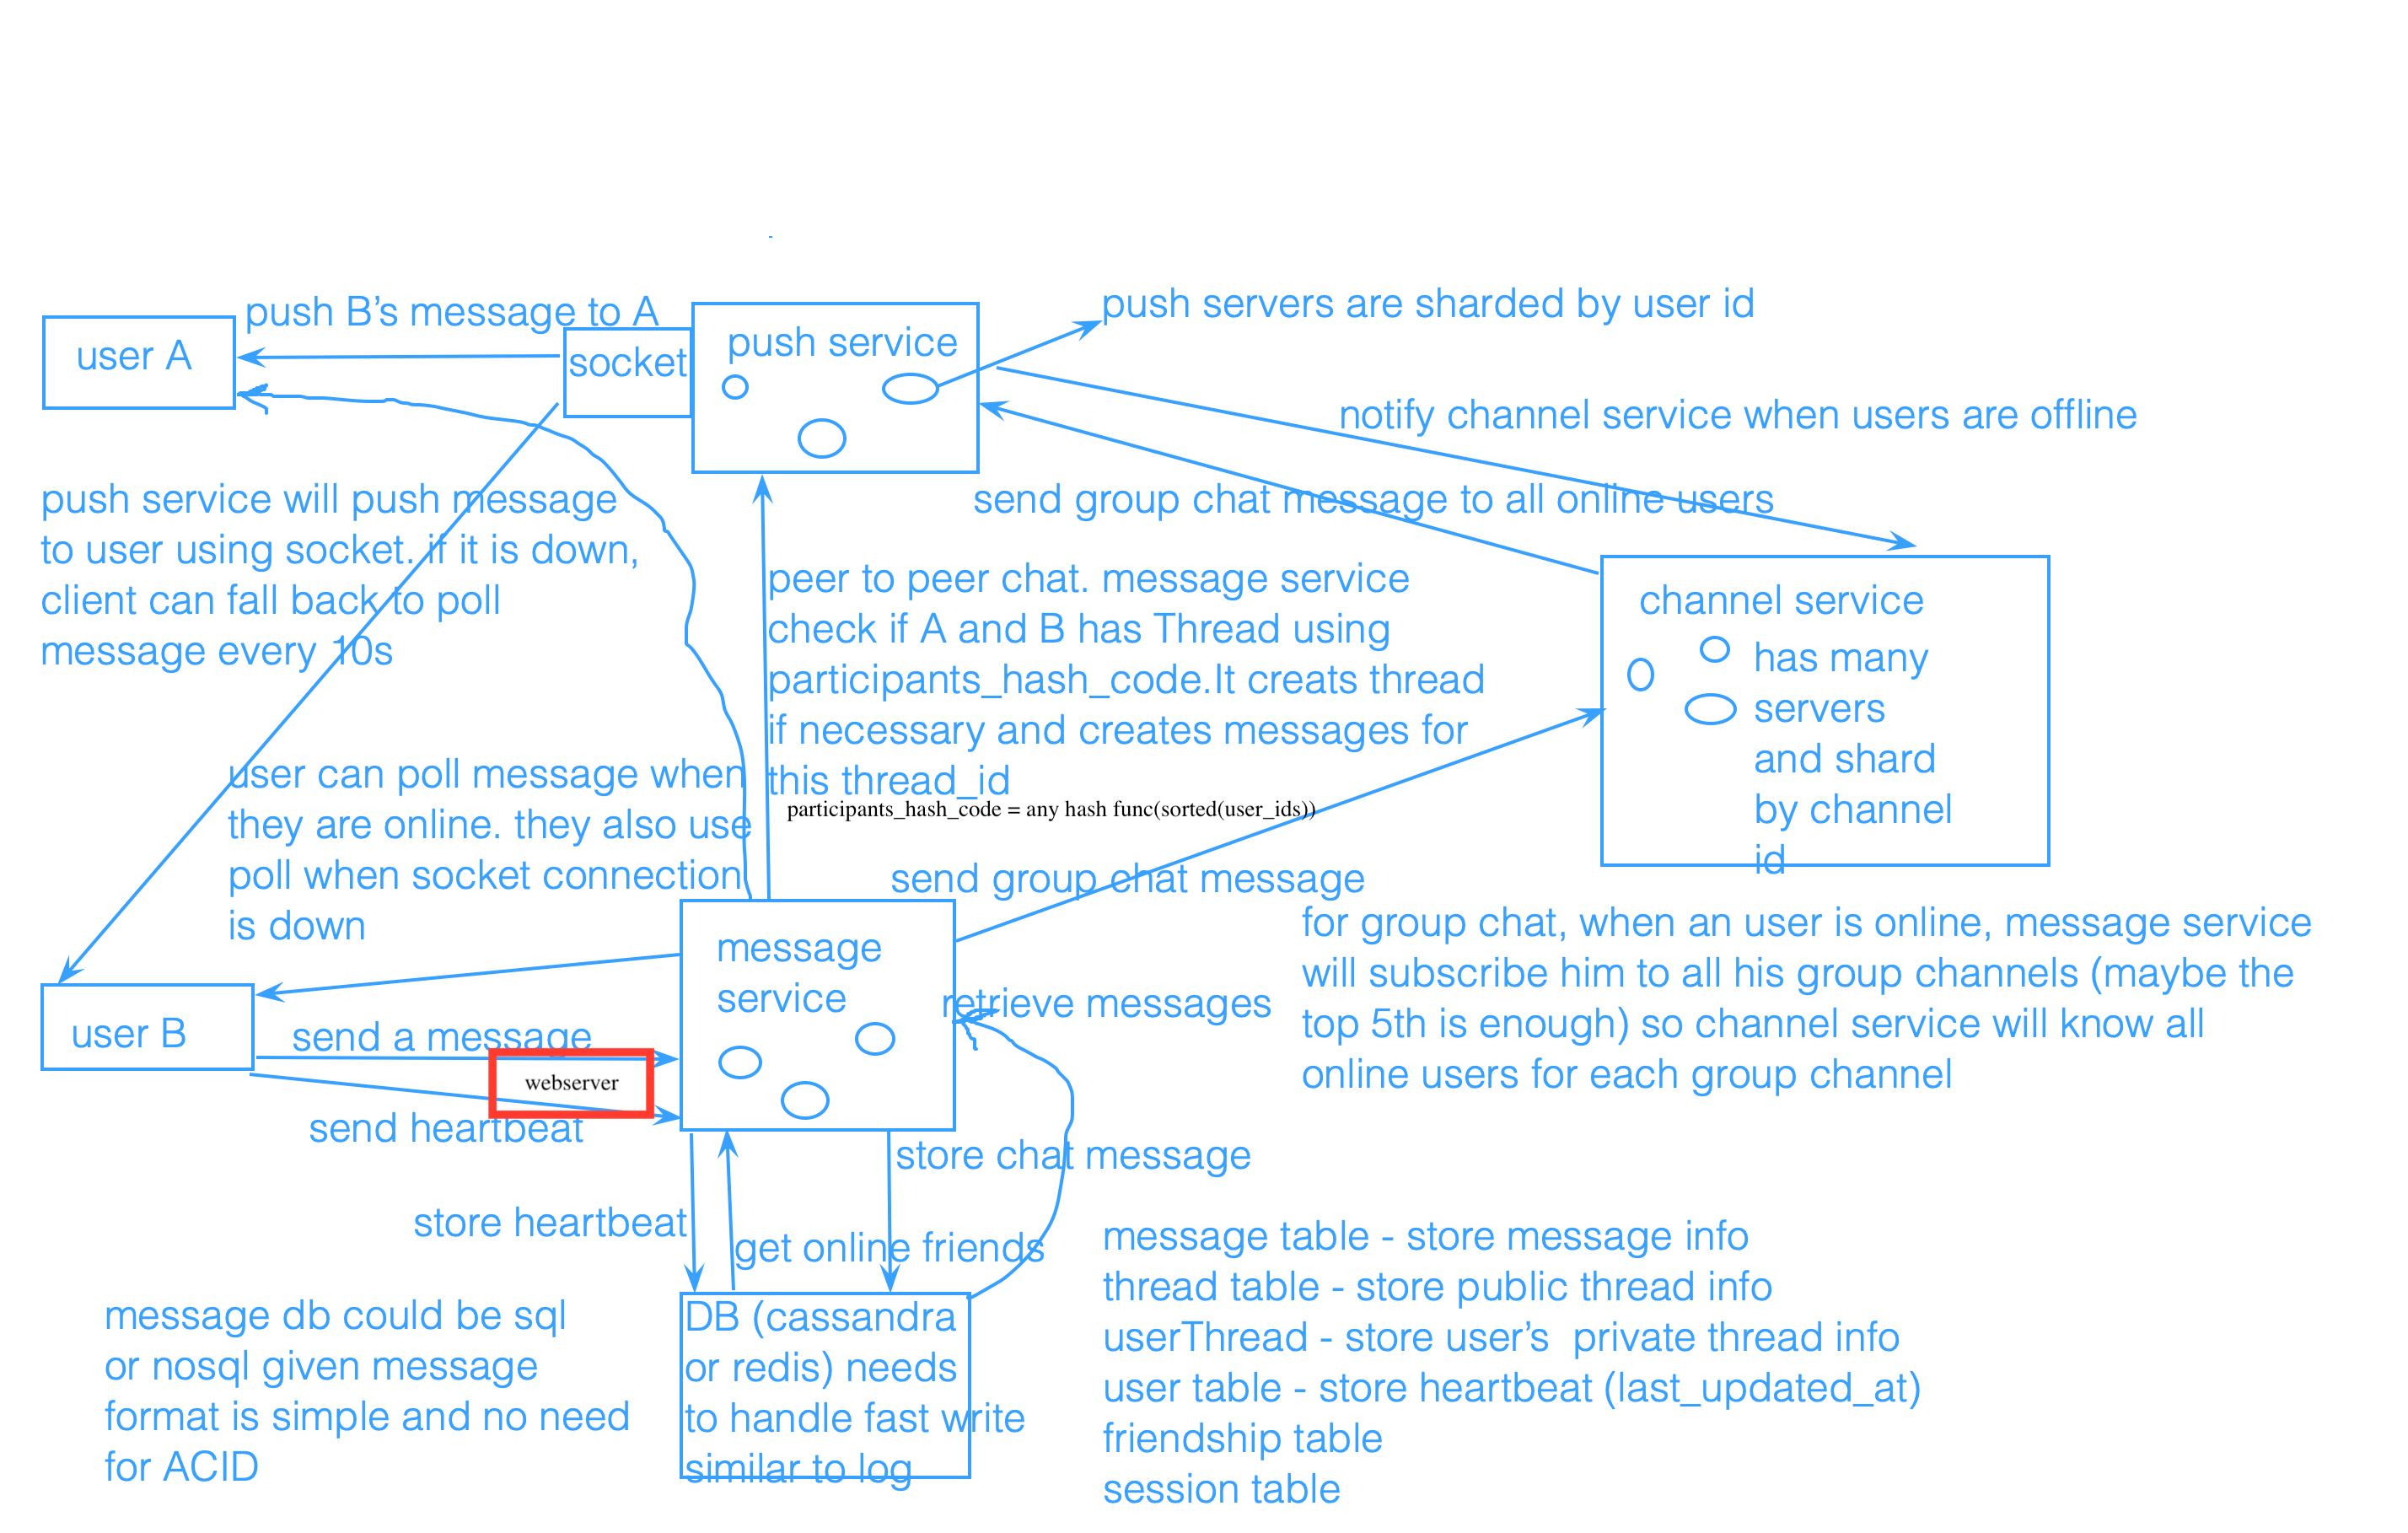 push B’s message to A
user A
socket
push service
push servers are sharded by user id
notify channel service when users are offline
send group chat message to all online users
push service will push message
to user using socket. if it is down,
client can fall back to poll
message every 10s
peer to peer chat. message service
check if A and B has Thread using
participants_hash_code.It creats thread
if necessary and creates messages for
this thread_id
participants_hash_code = any hash func(sorted(user_ids))
channel service
has many
servers
and shard
by channel
id
user can poll message when
they are online. they also use
poll when socket connection
is down
send group chat message
for group chat, when an user is online, message service
will subscribe him to all his group channels (maybe the
top 5th is enough) so channel service will know all
online users for each group channel
message
service
retrieve messages
user B
send a message
webserver
send heartbeat
store chat message
store heartbeat
get online friends
message db could be sql
or nosql given message
format is simple and no need
for ACID
DB (cassandra
or redis) needs
to handle fast write
similar to log
message table - store message info
thread table - store public thread info
userThread - store user’s  private thread info
user table - store heartbeat (last_updated_at)
friendship table
session table